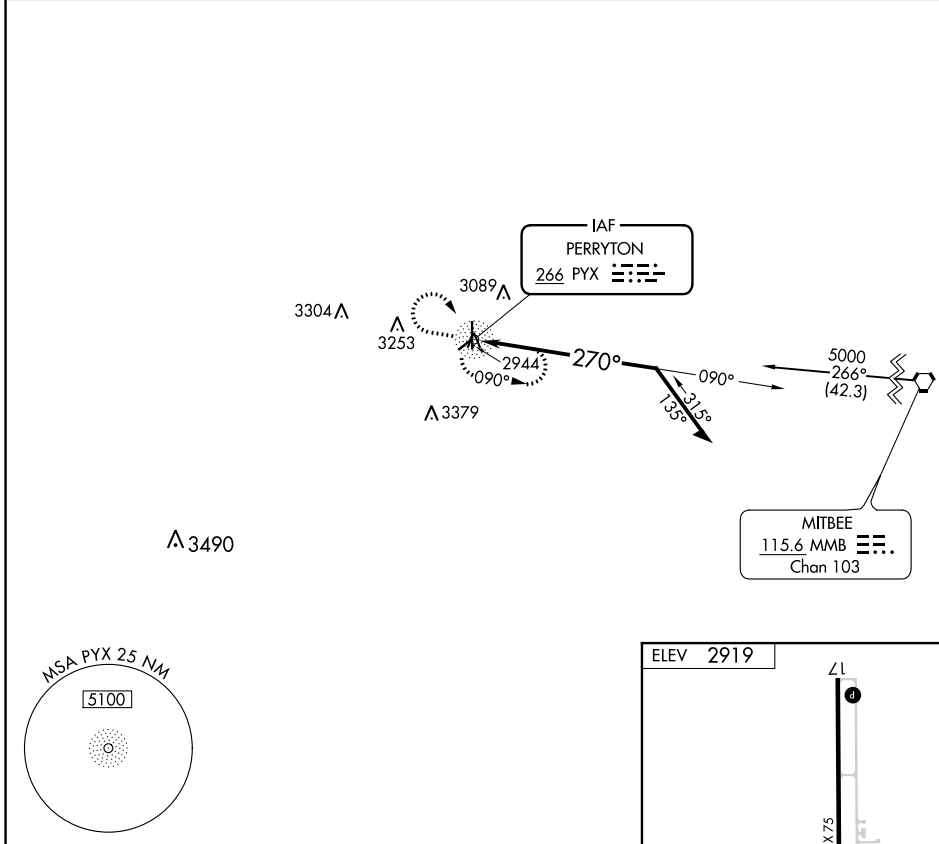 IAF
PERRYTON
266 PYX
3089
3304
3253
2944
270°
090°
090°
5000
266°
(42.3)
315°
135°
3379
MITBEE
115.6 MMB
Chan 103
3490
MSA PYX 25 NM
5100
ELEV 2919
17
P
X 75